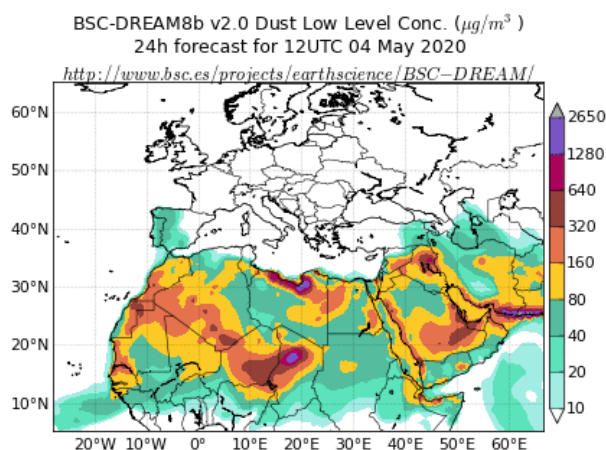 BSC-DREAM8b v2.0 Dust Low Level Conc. (μg/m³ )
24h forecast for 12UTC 04 May 2020
http://www.bsc.es/projects/earthscience/BSC−DREAM/
60°N
50°N
40°N
30°N
20°N
10°N
20°W
10°W
0°
10°E
20°E
30°E
40°E
50°E
60°E
2650
1280
640
320
160
80
40
20
10